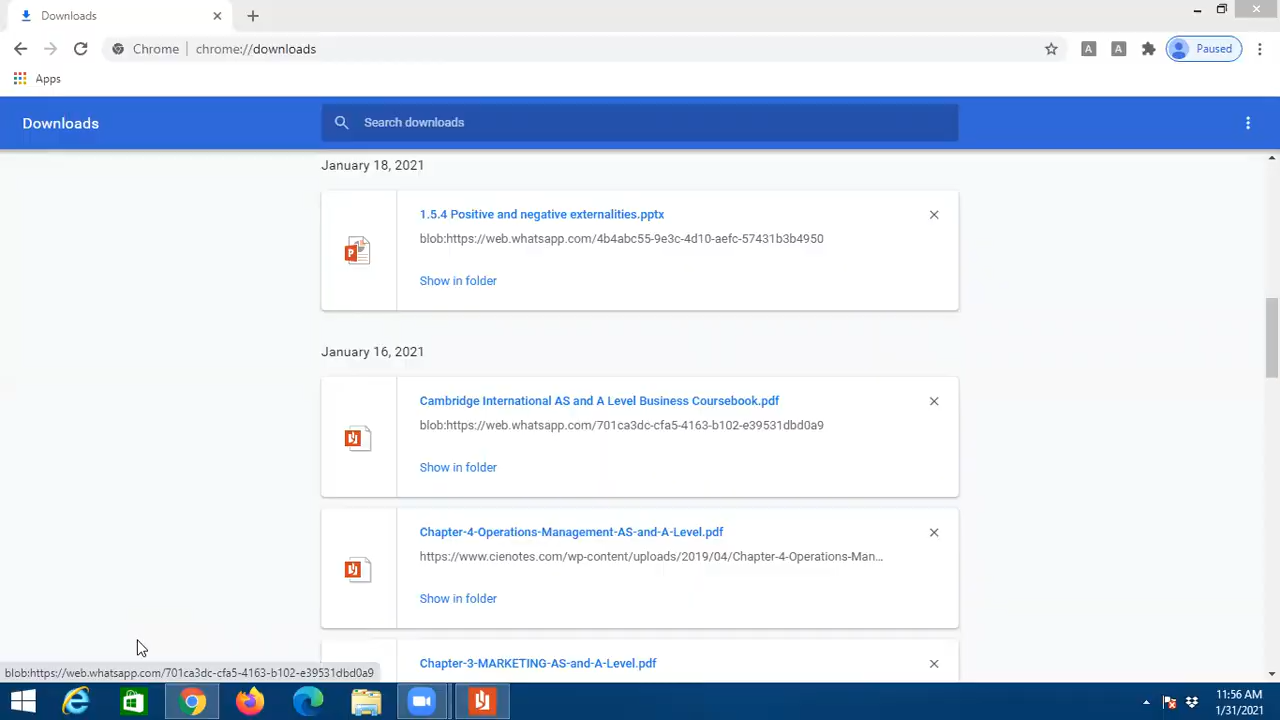 Downloads
Chrome chrome://downloads
Paused
Apps
Downloads
Search downloads
January 18, 2021
1.5.4 Positive and negative externalities.pptx
blob:https://web.whatsapp.com/4b4abc55-9e3c-4d10-aefc-57431b3b4950
Show in folder
January 16, 2021
Cambridge International AS and A Level Business Coursebook.pdf
blob:https://web.whatsapp.com/701ca3dc-cfa5-4163-b102-e39531dbd0a9
Show in folder
Chapter-4-Operations-Management-AS-and-A-Level.pdf
https://www.cienotes.com/wp-content/uploads/2019/04/Chapter-4-Operations-Man...
Show in folder
Chapter-3-MARKETING-AS-and-A-Level.pdf
blob:https://web.whatsapp.com/701ca3dc-cfa5-4163-b102-e39531dbd0a9
11:56 AM
1/31/2021